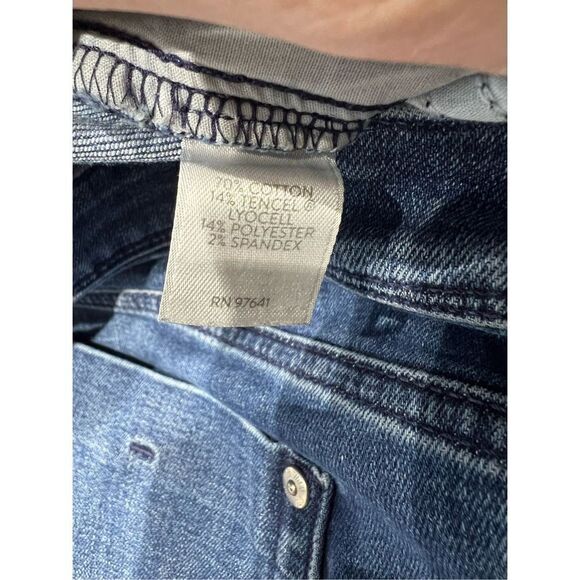 70% COTTON
14% TENCEL®
LYOCELL
14% POLYESTER
2% SPANDEX
RN 97641